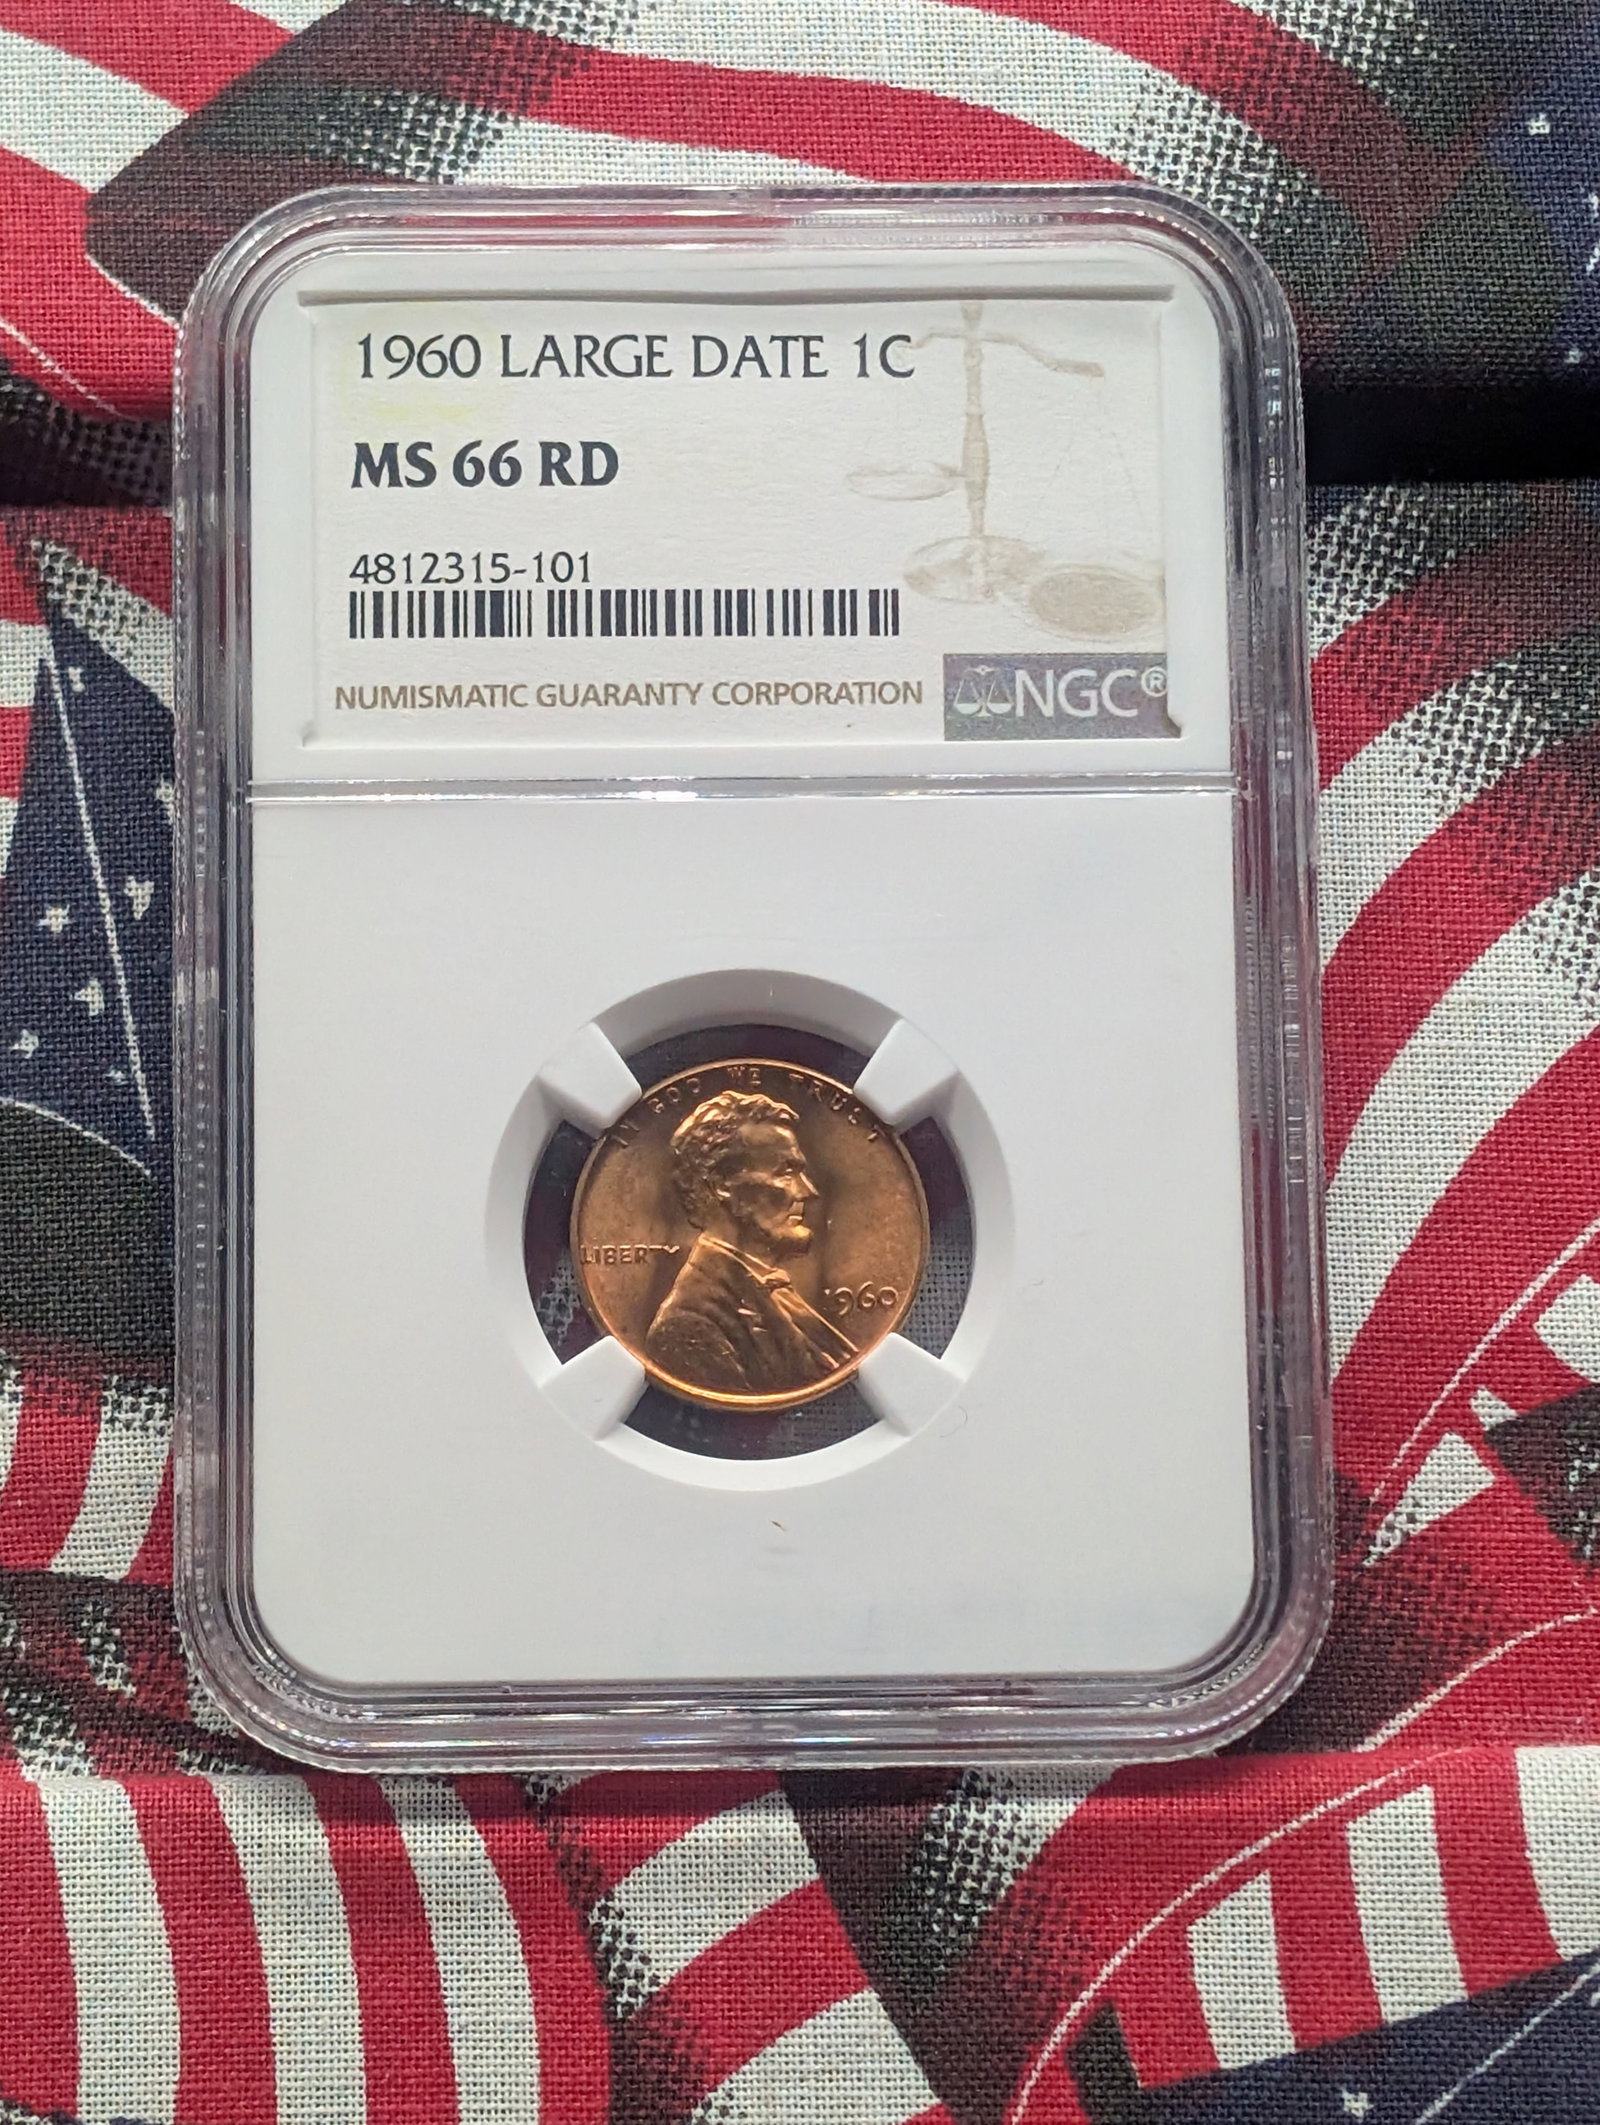 1960 LARGE DATE 1C
MS 66 RD
4812315-101
NUMISMATIC GUARANTY CORPORATION
NGC®
IN GOD WE TRUST
LIBERTY
1960